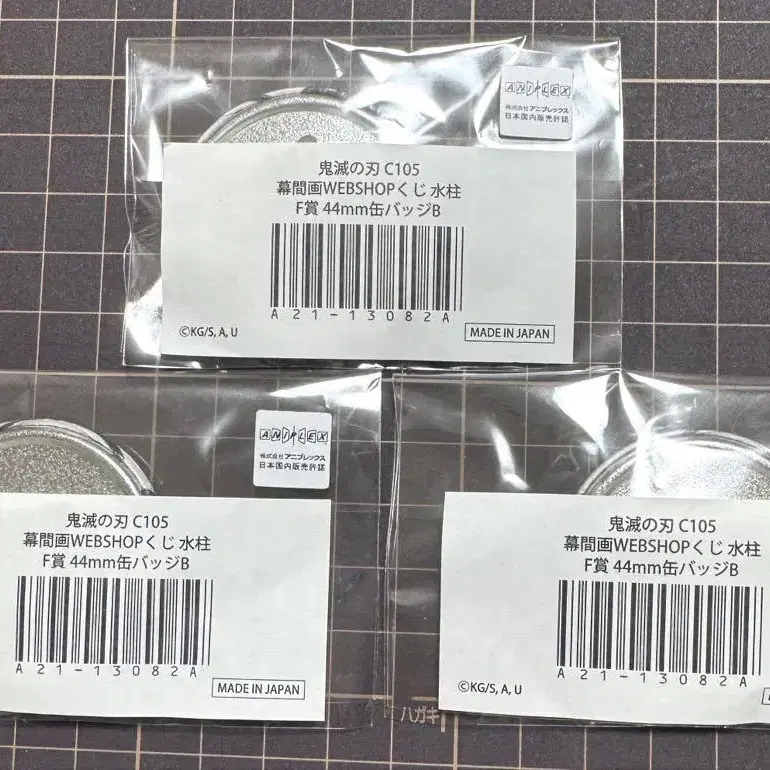 ANIPLEX
株式会社アニプレックス
日本国内販売許諾
鬼滅の刃 C105
幕間画WEBSHOPくじ 水柱
F賞 44mm缶バッジB
A21-13082A
©KG/S, A, U
MADE IN JAPAN
ANIPLEX
株式会社アニプレックス
日本国内販売許諾
鬼滅の刃 C105
幕間画WEBSHOPくじ 水柱
F賞 44mm缶バッジB
A21-13082A
MADE IN JAPAN
鬼滅の刃 C105
幕間画WEBSHOPくじ 水柱
F賞 44mm缶バッジB
A21-13082A
©KG/S, A, U
ハガキ